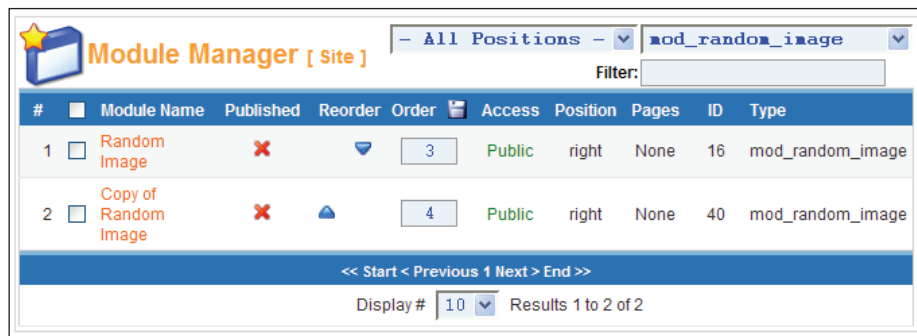 Module Manager [ Site ]
- All Positions - mod_random_image
Filter:
# Module Name Published Reorder Order Access Position Pages ID Type
1 Random Image 3 Public right None 16 mod_random_image
2 Copy of Random Image 4 Public right None 40 mod_random_image
<< Start < Previous 1 Next > End >>
Display # 10 Results 1 to 2 of 2